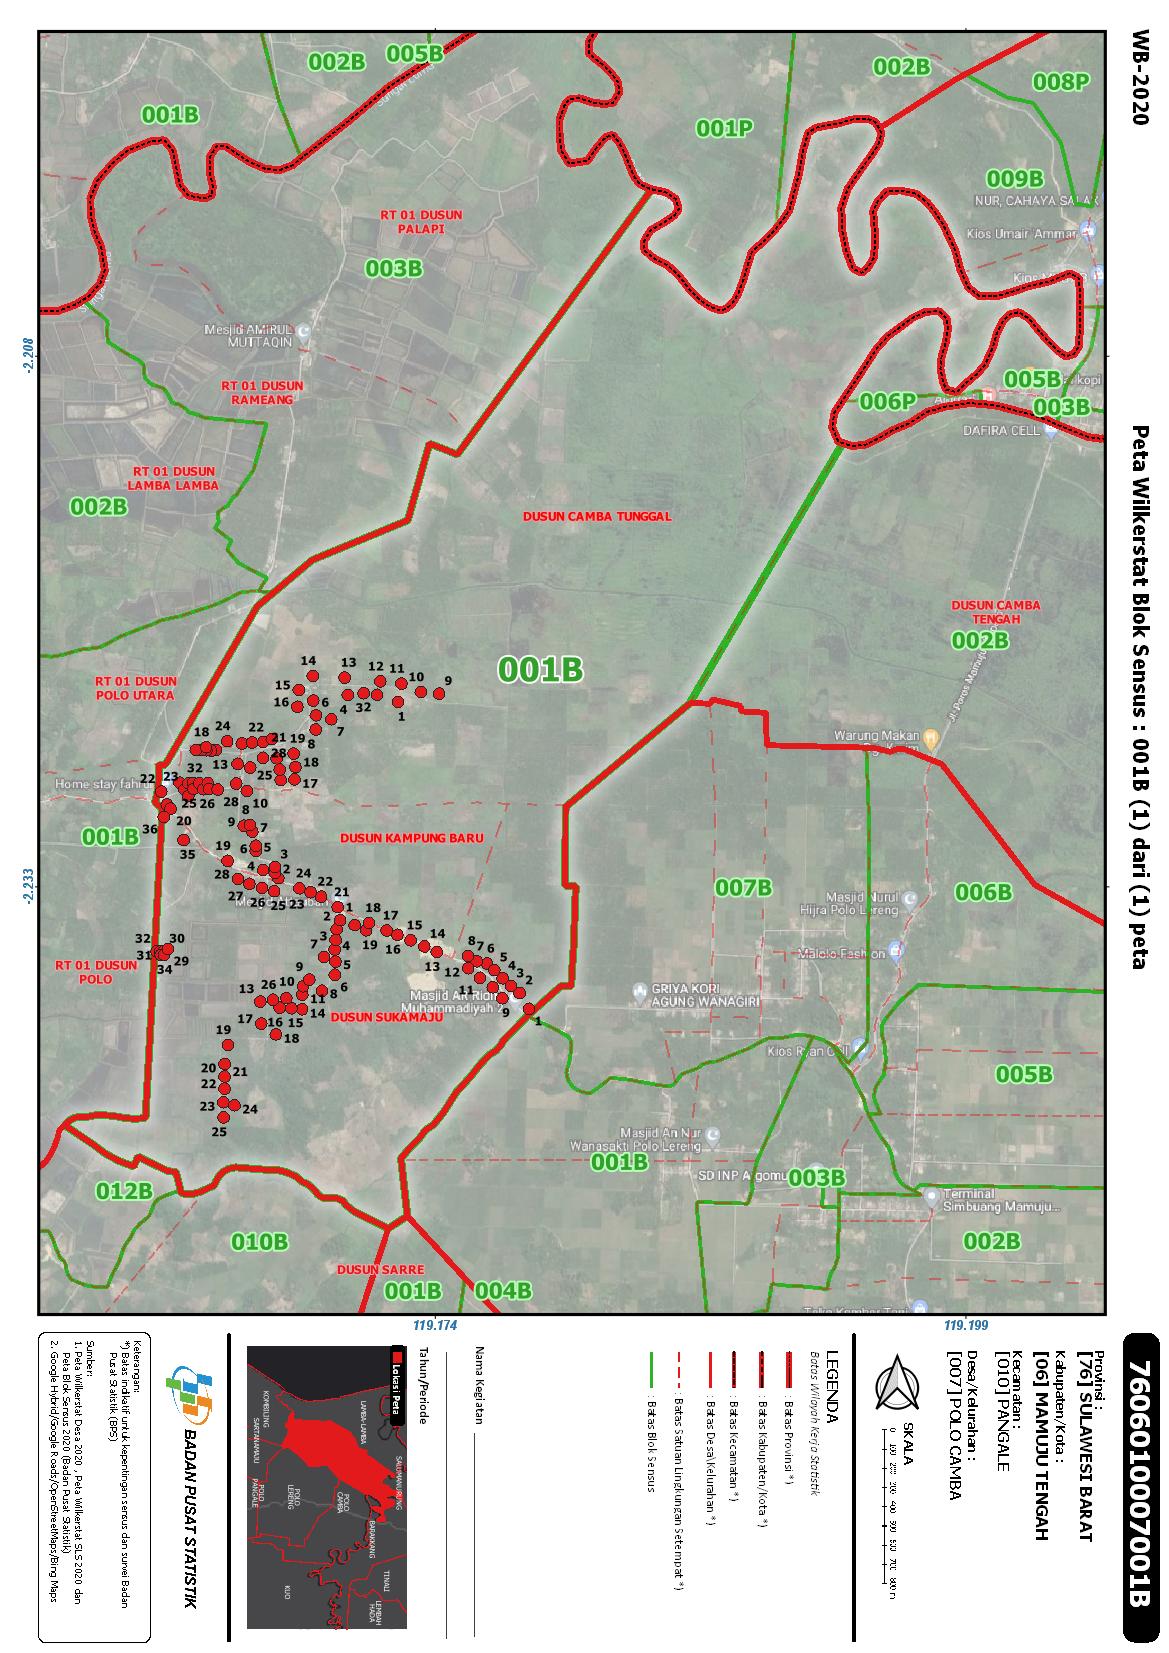 WB-2020
Peta Wilkerstat Blok Sensus : 001B (1) dari (1) peta
7606010007001B
Provinsi :
[76] SULAWESI BARAT
Kabupaten/Kota :
[06] MAMUJU TENGAH
Kecamatan :
[010] PANGALE
Desa/Kelurahan :
[007] POLO CAMBA
SKALA
0 100 200 300 400 500 600 700 800 m
LEGENDA
Batas Wilayah Kerja Statistik
: Batas Provinsi *)
: Batas Kabupaten/Kota *)
: Batas Kecamatan *)
: Batas Desa\Kelurahan *)
: Batas Satuan Lingkungan Setempat *)
: Batas Blok Sensus
Nama Kegiatan
Tahun/Periode
Lokasi Peta
LAMBA-LAMBA
SALUMANURUNG
KOMBILING
SARTANAMAJU
POLO
PANGALE
POLO
LERENG
POLO
CAMBA
BARAKKANG
KUO
TINALI
LEMBAH
HADA
BADAN PUSAT STATISTIK
Keterangan:
*) Batas indikatif untuk kepentingan sensus dan survei Badan
Pusat Statistik (BPS)
Sumber:
1. Peta Wilkerstat Desa 2020 , Peta Wilkerstat SLS 2020 dan
Peta Blok Sensus 2020 (Badan Pusat Statistik)
2. Google Hybrid/Google Roads/OpenStreetMaps/Bing Maps
-2.208
-2.233
119.174
119.199
002B
005B
001B
001P
002B
008P
009B
NUR, CAHAYA SALAK
Kios Umair Ammar
RT 01 DUSUN
PALAPI
003B
Mesjid AMIRUL
MUTTAQIN
RT 01 DUSUN
RAMEANG
005B
006P
003B
DAFIRA CELL
RT 01 DUSUN
LAMBA LAMBA
002B
DUSUN CAMBA TUNGGAL
DUSUN CAMBA
TENGAH
002B
001B
RT 01 DUSUN
POLO UTARA
Warung Makan
Home stay fahrul
001B
DUSUN KAMPUNG BARU
007B
006B
Masjid Nurul
Hijra Polo Lereng
Malolo Fashion
RT 01 DUSUN
POLO
GRIYA KORI
AGUNG WANAGIRI
Masjid AR Ridha
Muhammadiyah 2
DUSUN SUKAMAJU
Kios Ryan Cell
005B
Masjid An Nur
Wanasakti Polo Lereng
001B
SD INP Argomu
003B
Terminal
Simbuang Mamuju...
012B
010B
002B
DUSUN SARRE
001B
004B
14
13
12
11
10
9
15
16
6
4
32
1
7
18
24
22
21
19
8
28
13
25
18
17
22
23
32
25
26
28
10
36
20
35
8
9
7
6
5
19
3
4
2
28
27
26
25
23
24
22
21
1
2
18
17
15
14
19
16
13
3
4
7
5
8
7
6
5
4
3
2
12
11
9
1
32
30
31
29
34
9
13
26
10
11
8
6
14
17
16
15
18
19
20
21
22
23
24
25